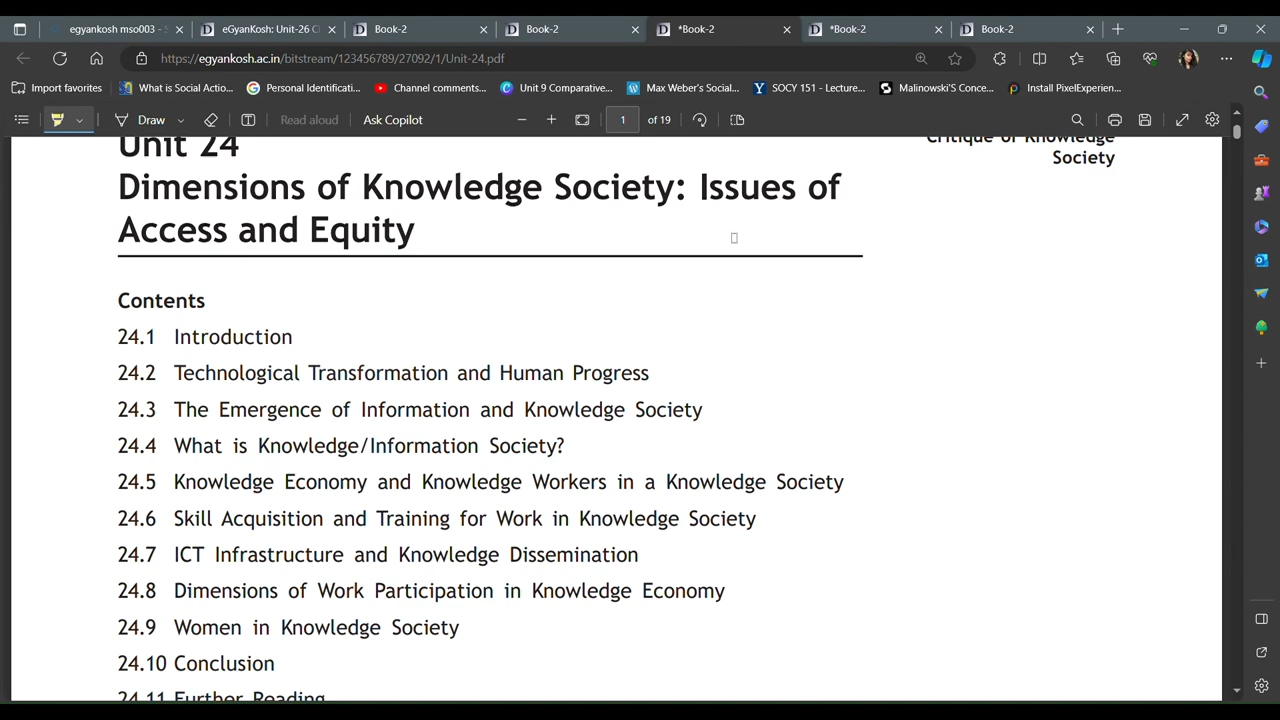 egyankosh mso003 -
eGyanKosh: Unit-26 C
Book-2
Book-2
*Book-2
*Book-2
Book-2
https://egyankosh.ac.in/bitstream/123456789/27092/1/Unit-24.pdf
Import favorites
What is Social Actio...
Personal Identificati...
Channel comments...
Unit 9 Comparative...
Max Weber's Social...
SOCY 151 - Lecture...
Malinowski'S Conce...
Install PixelExperien...
Draw
Read aloud
Ask Copilot
1 of 19
Unit 24
Critique of Knowledge
Society
Dimensions of Knowledge Society: Issues of
Access and Equity
Contents
24.1 Introduction
24.2 Technological Transformation and Human Progress
24.3 The Emergence of Information and Knowledge Society
24.4 What is Knowledge/Information Society?
24.5 Knowledge Economy and Knowledge Workers in a Knowledge Society
24.6 Skill Acquisition and Training for Work in Knowledge Society
24.7 ICT Infrastructure and Knowledge Dissemination
24.8 Dimensions of Work Participation in Knowledge Economy
24.9 Women in Knowledge Society
24.10 Conclusion
24.11 Further Reading